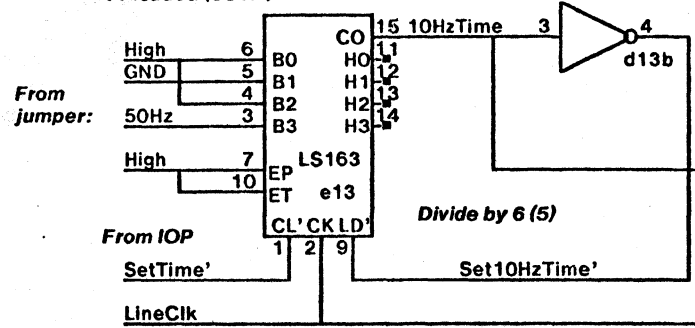 15 10HzTime 3 4
CO
High 6 B0 H0 11
GND 5 B1 H1 12
d13b
4 B2 H2 13
From
jumper:
50Hz 3 B3 H3 14
High 7 EP LS163
10 ET e13
Divide by 6 (5)
From IOP
CL' CK LD'
1 2 9
SetTime' Set10HzTime'
LineClk